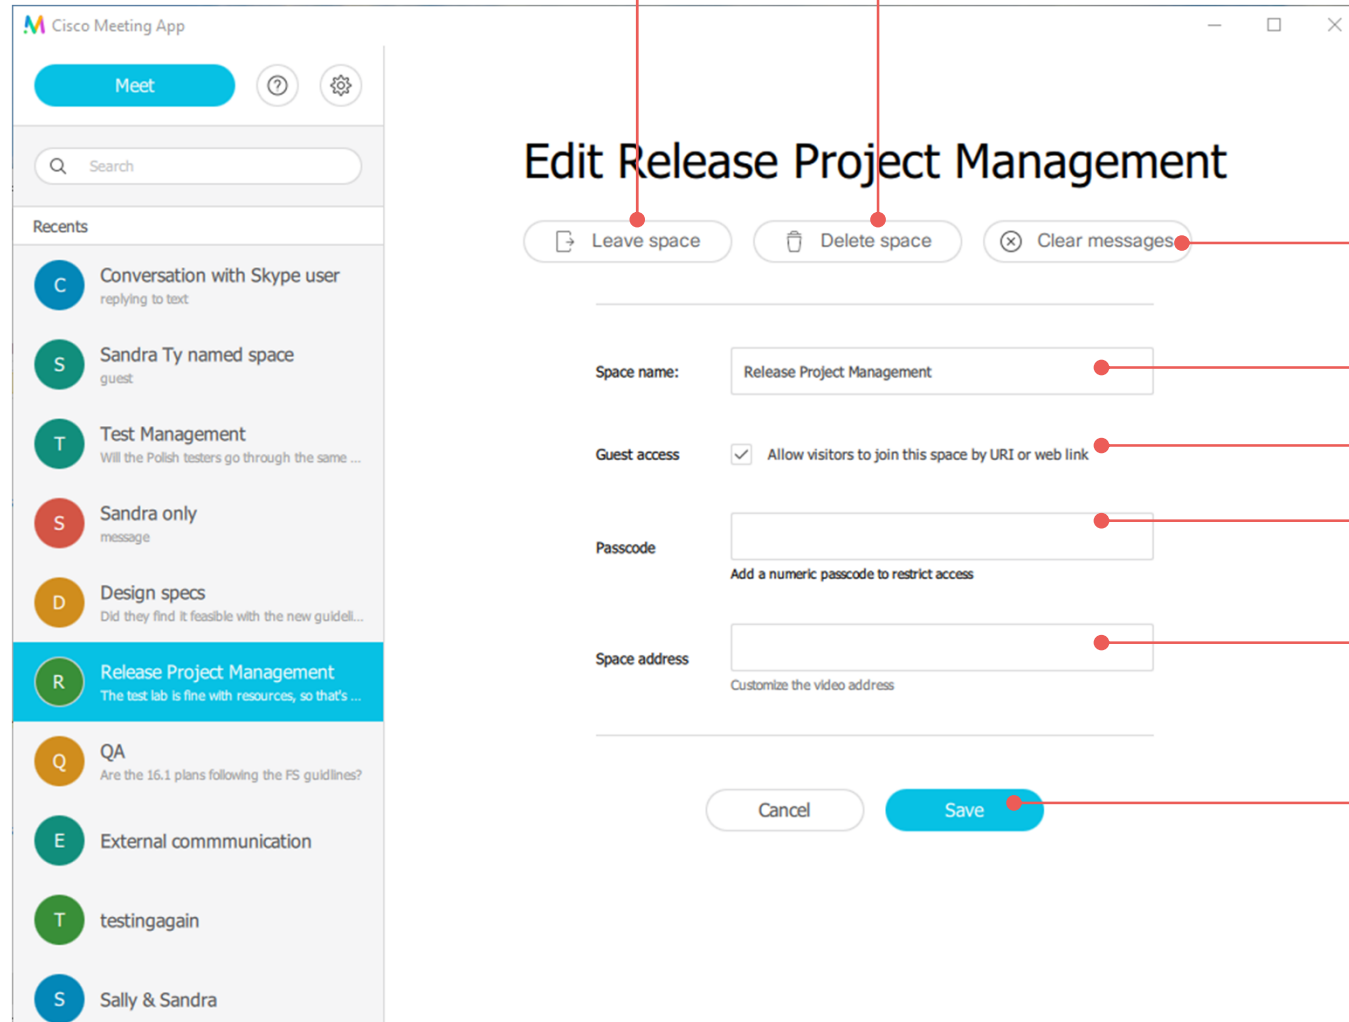 Cisco Meeting App
Meet
Search
Recents
C
Conversation with Skype user
replying to text
S
Sandra Ty named space
guest
T
Test Management
Will the Polish testers go through the same ...
S
Sandra only
message
D
Design specs
Did they find it feasible with the new guideli...
R
Release Project Management
The test lab is fine with resources, so that's ...
Q
QA
Are the 16.1 plans following the FS guidlines?
E
External commmunication
T
testingagain
S
Sally & Sandra
Edit Release Project Management
Leave space
Delete space
Clear messages
Space name:
Release Project Management
Guest access
Allow visitors to join this space by URI or web link
Passcode
Add a numeric passcode to restrict access
Space address
Customize the video address
Cancel
Save